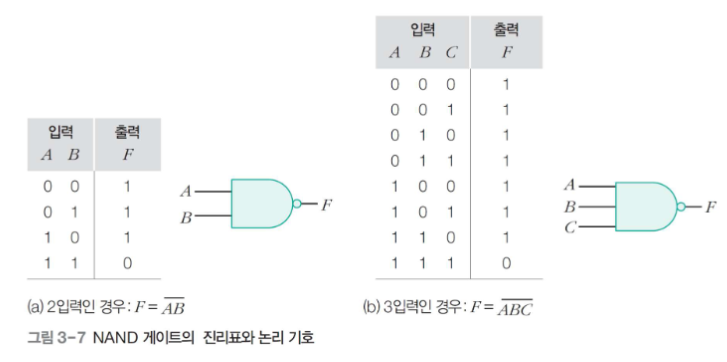 입력 출력
A B F
0 0 1
0 1 1
1 0 1
1 1 0
A
B
F
(a) 2입력인 경우: F = \overline{AB}
입력 출력
A B C F
0 0 0 1
0 0 1 1
0 1 0 1
0 1 1 1
1 0 0 1
1 0 1 1
1 1 0 1
1 1 1 0
A
B
C
F
(b) 3입력인 경우: F = \overline{ABC}
그림 3-7 NAND 게이트의 진리표와 논리 기호